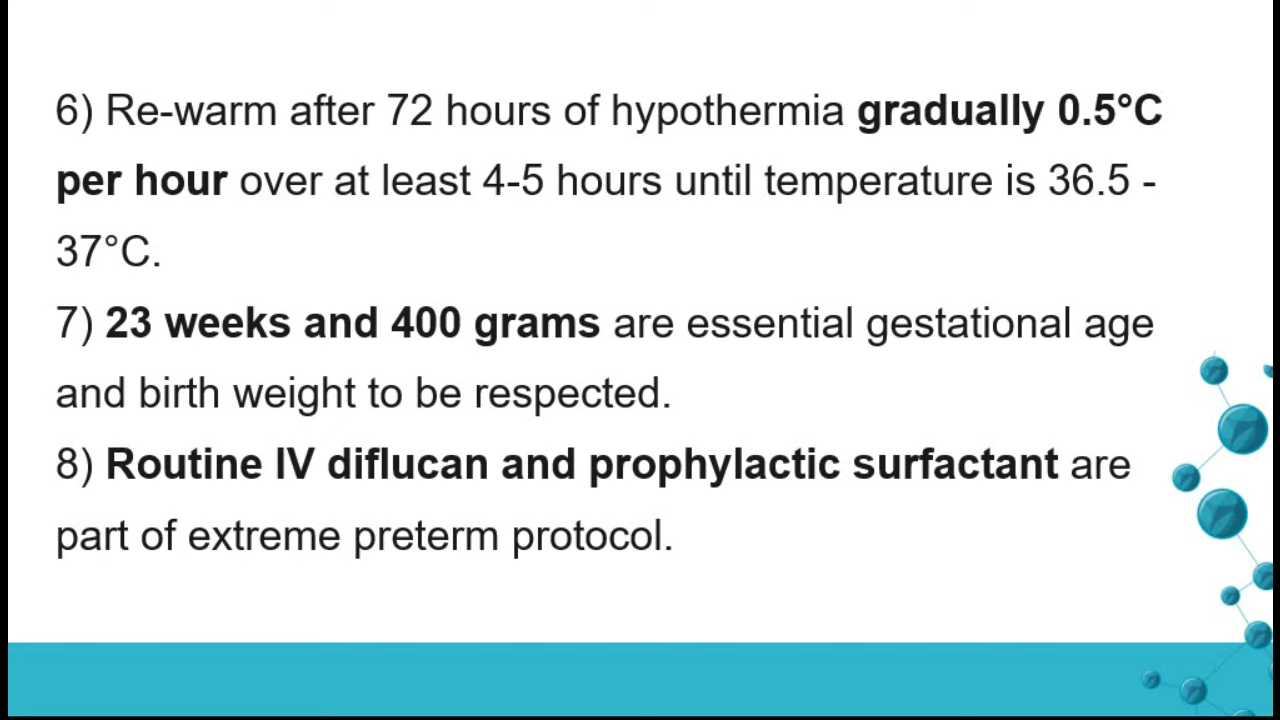 6) Re-warm after 72 hours of hypothermia gradually 0.5°C
per hour over at least 4-5 hours until temperature is 36.5 -
37°C.
7) 23 weeks and 400 grams are essential gestational age
and birth weight to be respected.
8) Routine IV diflucan and prophylactic surfactant are
part of extreme preterm protocol.